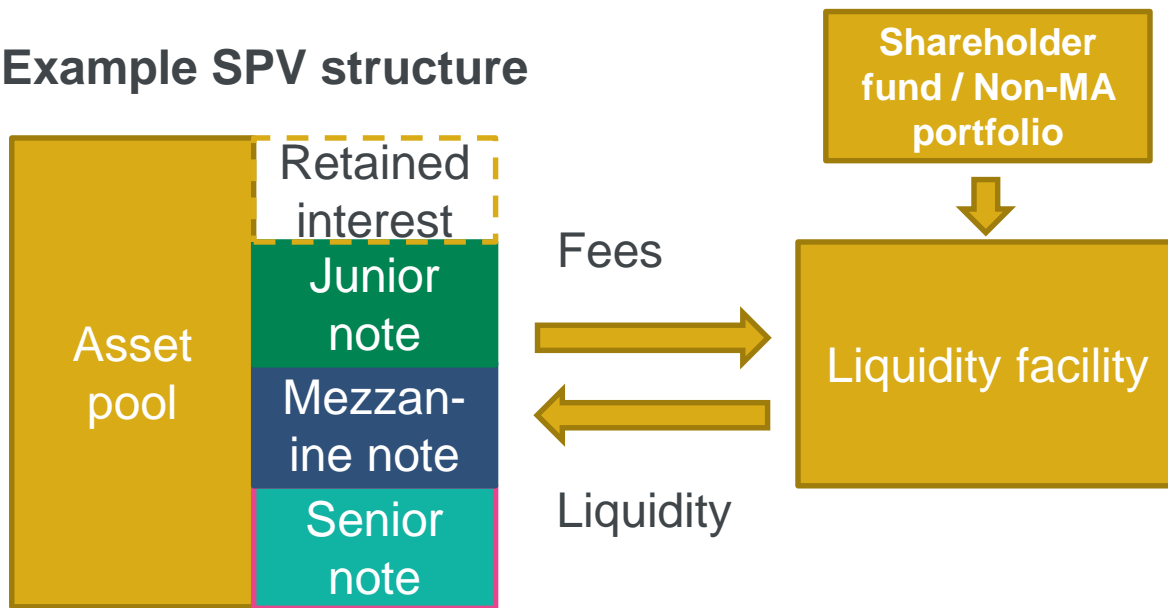 Example SPV structure
Shareholder
fund / Non-MA
portfolio
Asset
pool
Retained
interest
Junior
note
Mezzan-
ine note
Senior
note
Fees
Liquidity
Liquidity facility